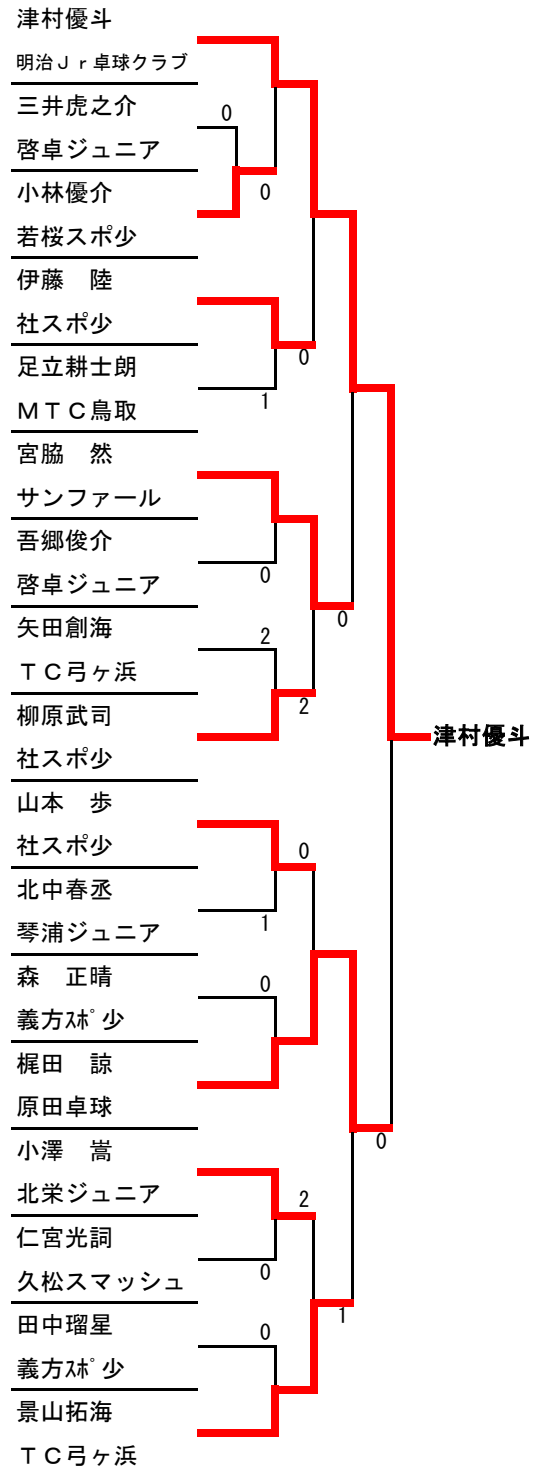 津村優斗
明治Ｊｒ卓球クラブ
三井虎之介
0
啓卓ジュニア
小林優介
0
若桜スポ少
伊藤　陸
社スポ少
0
足立耕士朗
1
ＭＴＣ鳥取
宮脇　然
サンファール
吾郷俊介
0
啓卓ジュニア
0
矢田創海
2
ＴＣ弓ヶ浜
柳原武司
2
津村優斗
社スポ少
山本　歩
社スポ少
0
北中春丞
1
琴浦ジュニア
森　正晴
0
義方ｽﾎﾟ少
梶田　諒
原田卓球
0
小澤　嵩
北栄ジュニア
2
仁宮光詞
0
久松スマッシュ
田中瑠星
1
0
義方ｽﾎﾟ少
景山拓海
ＴＣ弓ヶ浜